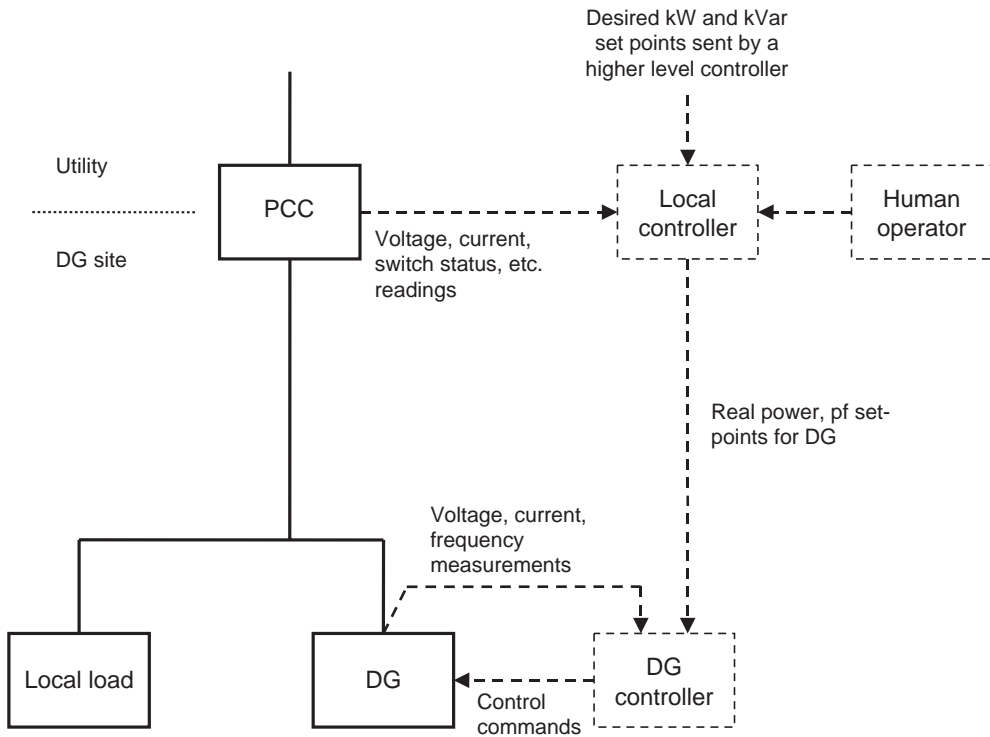 Desired kW and kVar
set points sent by a
higher level controller
Utility
DG site
PCC
Local
controller
Human
operator
Voltage, current,
switch status, etc.
readings
Real power, pf set-
points for DG
Voltage, current,
frequency
measurements
Local load
DG
DG
controller
Control
commands